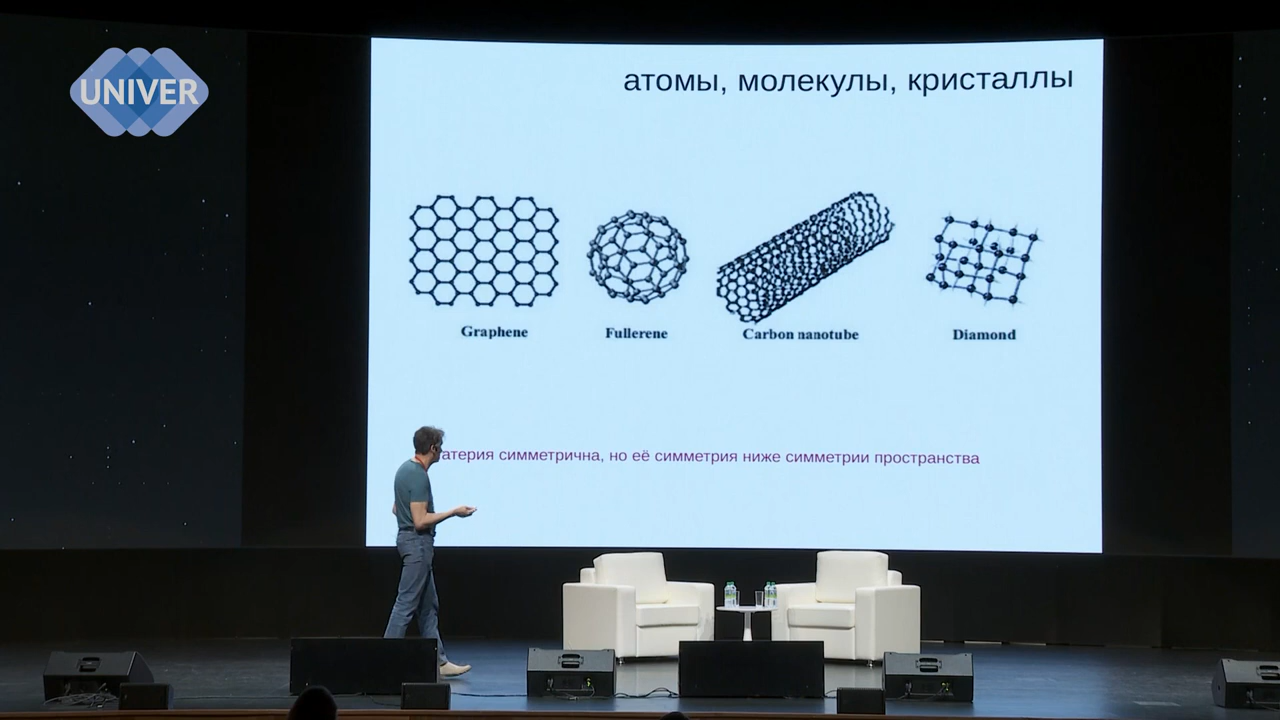 UNIVER
атомы, молекулы, кристаллы
Graphene
Fullerene
Carbon nanotube
Diamond
атерия симметрична, но её симметрия ниже симметрии пространства